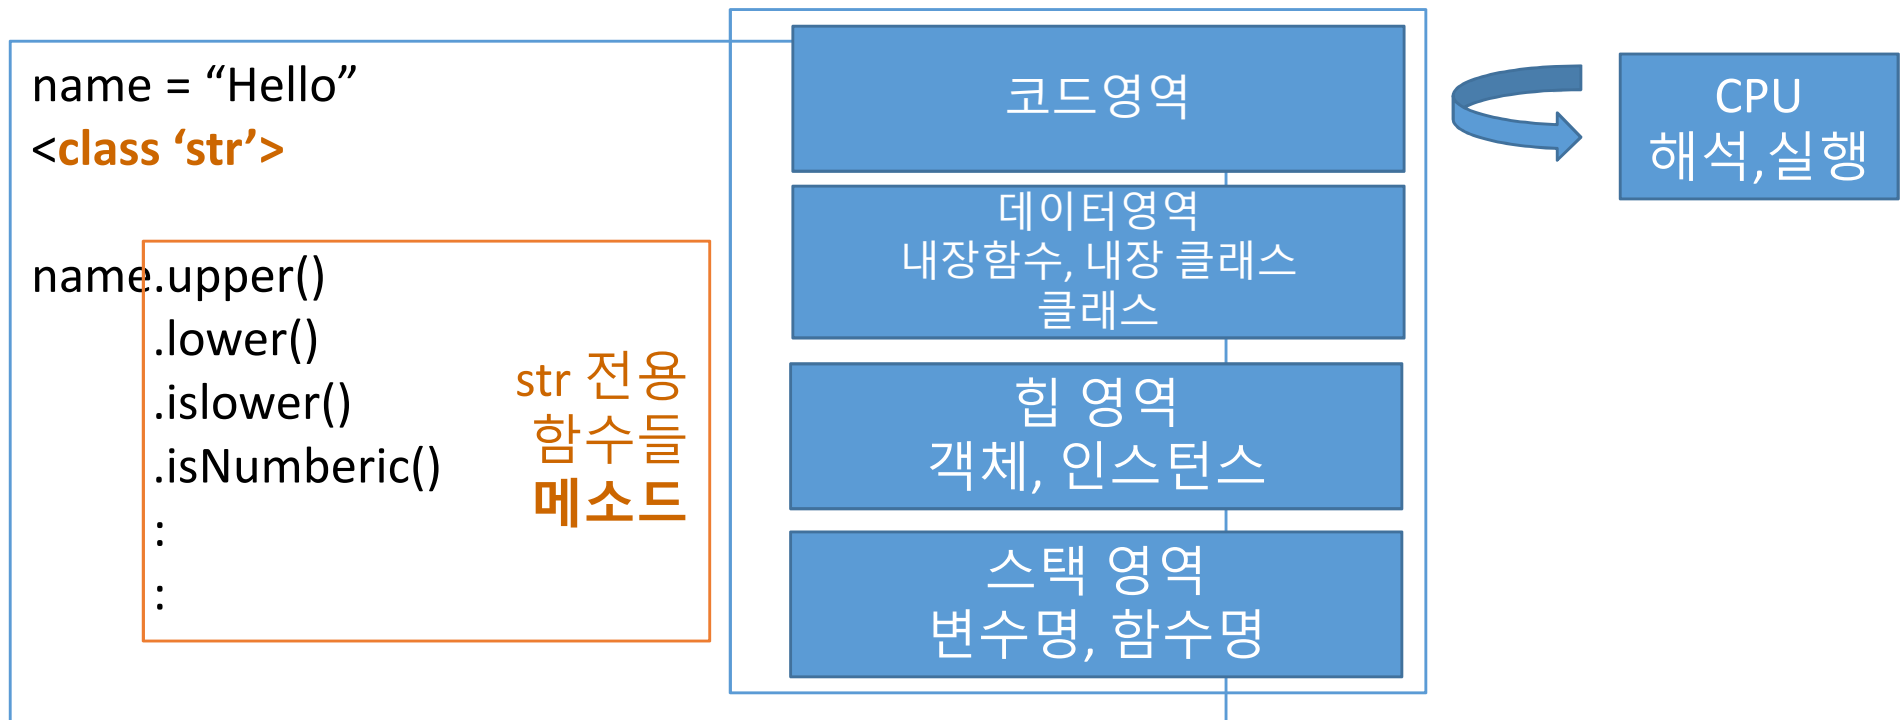 name = “Hello”
<class ‘str’>
name.upper()
.lower()
.islower()
.isNumberic()
:
:
str 전용
함수들
메소드
코드영역
데이터영역
내장함수, 내장 클래스
클래스
힙 영역
객체, 인스턴스
스택 영역
변수명, 함수명
CPU
해석,실행